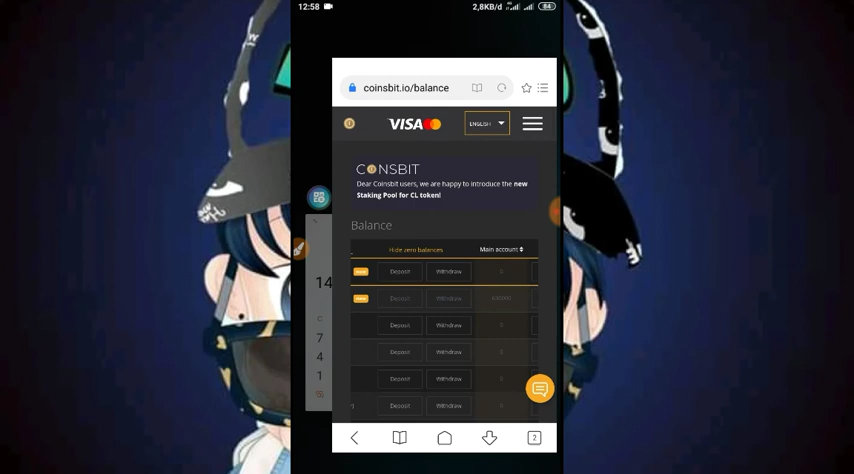 12:58 2,8KB/d 84
coinsbit.io/balance
VISA ENGLISH
COINSBIT
Dear Coinsbit users, we are happy to introduce the new
Staking Pool for CL token!
Balance
Hide zero balances Main account
Deposit Withdraw 0
Deposit Withdraw
Deposit Withdraw 0
Deposit Withdraw 0
Deposit Withdraw 0
Deposit Withdraw 0
14
C
7
4
1
2